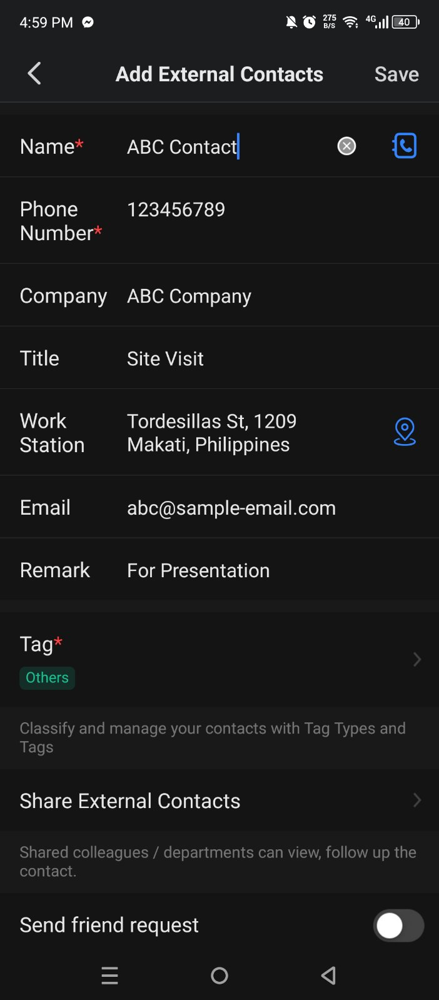 4:59 PM
275
B/S
4G
40
Add External Contacts
Save
Name*
ABC Contact
Phone
Number*
123456789
Company
ABC Company
Title
Site Visit
Work
Station
Tordesillas St, 1209
Makati, Philippines
Email
abc@sample-email.com
Remark
For Presentation
Tag*
Others
Classify and manage your contacts with Tag Types and
Tags
Share External Contacts
Shared colleagues / departments can view, follow up the
contact.
Send friend request